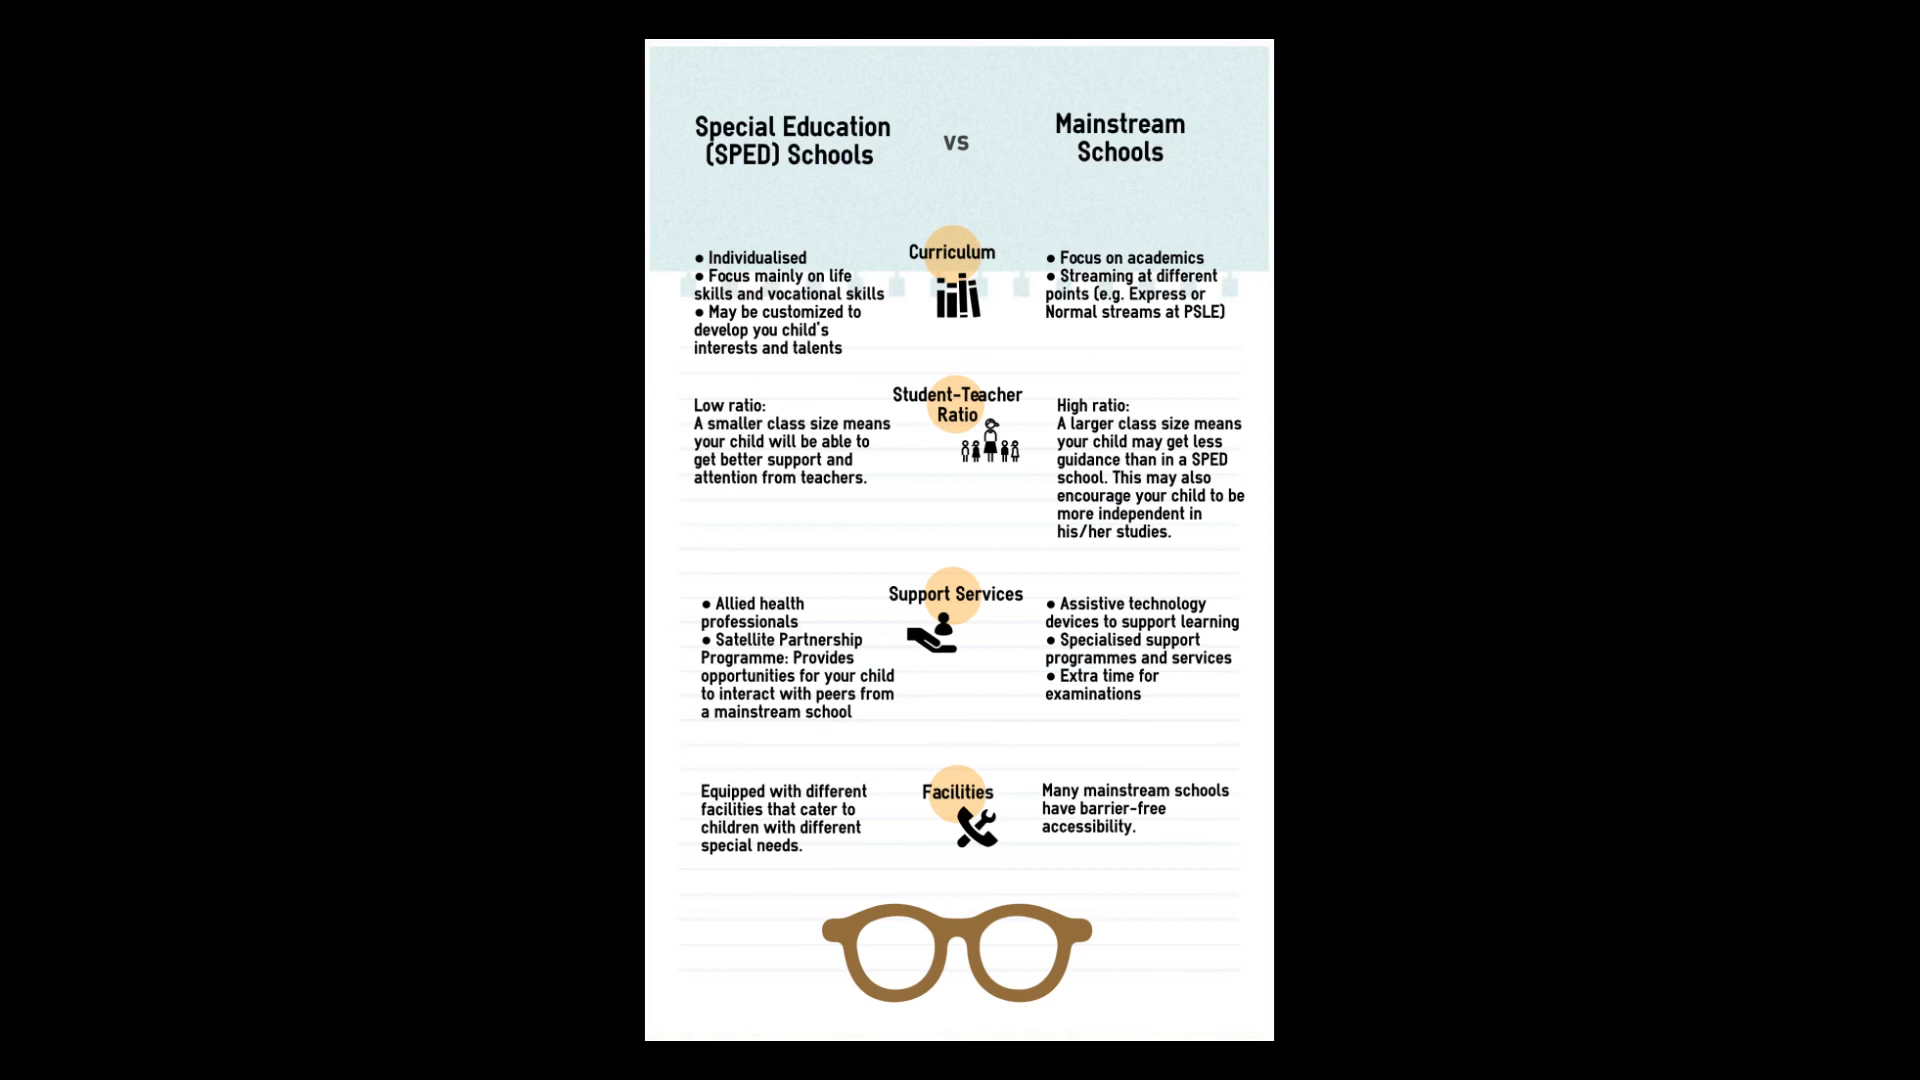 Special Education
(SPED) Schools
vs
Mainstream
Schools
Curriculum
● Individualised
● Focus mainly on life
skills and vocational skills
● May be customized to
develop you child's
interests and talents
● Focus on academics
● Streaming at different
points (e.g. Express or
Normal streams at PSLE)
Student-Teacher
Ratio
Low ratio:
A smaller class size means
your child will be able to
get better support and
attention from teachers.
High ratio:
A larger class size means
your child may get less
guidance than in a SPED
school. This may also
encourage your child to be
more independent in
his/her studies.
Support Services
● Allied health
professionals
● Satellite Partnership
Programme: Provides
opportunities for your child
to interact with peers from
a mainstream school
● Assistive technology
devices to support learning
● Specialised support
programmes and services
● Extra time for
examinations
Facilities
Equipped with different
facilities that cater to
children with different
special needs.
Many mainstream schools
have barrier-free
accessibility.